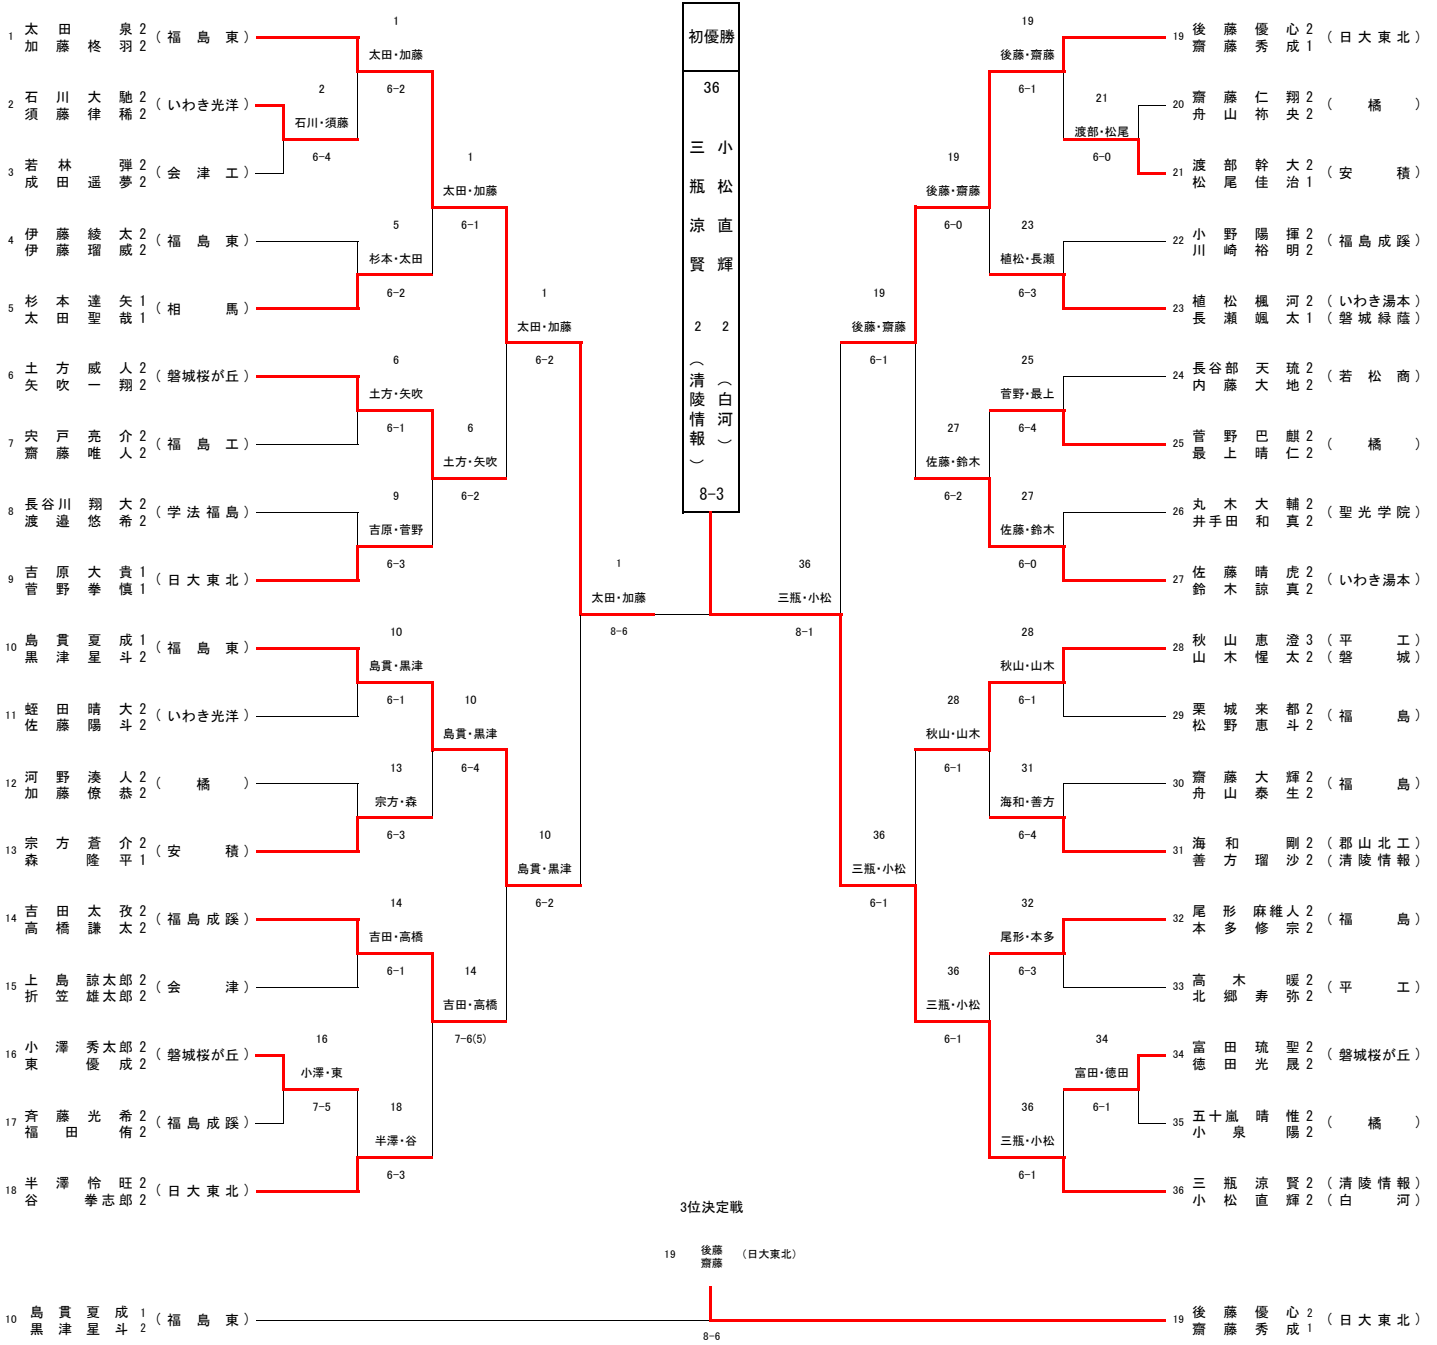 1 太田 泉 2 (福島東)
加藤柊羽 2
2 石川大馳 2 (いわき光洋)
須藤律稀 2
3 若林 弾 2 (会津工)
成田遥夢 2
4 伊藤綾太 2 (福島東)
伊藤瑠威 2
5 杉本達矢 1 (相馬)
太田聖哉 1
6 土方威人 2 (磐城桜が丘)
矢吹一翔 2
7 宍戸亮介 2 (福島工)
齋藤唯人 2
8 長谷川翔大 2 (学法福島)
渡邉悠希 2
9 吉原大貴 1 (日大東北)
菅野拳慎 1
10 島貫夏成 1 (福島東)
黒津星斗 2
11 蛭田晴大 2 (いわき光洋)
佐藤陽斗 2
12 河野湊人 2 (橘)
加藤僚恭 2
13 宗方蒼介 2 (安積)
森 隆平 1
14 吉田太孜 2 (福島成蹊)
高橋謙太 2
15 上島諒太郎 2 (会津)
折笠雄太郎 2
16 小澤秀太郎 2 (磐城桜が丘)
東 優成 2
17 斉藤光希 2 (福島成蹊)
福田 侑 2
18 半澤怜旺 2 (日大東北)
谷 拳志郎 2
2
石川・須藤
6-4
16
小澤・東
7-5
1
太田・加藤
6-2
5
杉本・太田
6-2
6
土方・矢吹
6-1
9
吉原・菅野
6-3
10
島貫・黒津
6-1
13
宗方・森
6-3
14
吉田・高橋
6-1
18
半澤・谷
6-3
1
太田・加藤
6-1
6
土方・矢吹
6-2
10
島貫・黒津
6-4
14
吉田・高橋
7-6(5)
1
太田・加藤
6-2
10
島貫・黒津
6-2
1
太田・加藤
8-6
初優勝
36
小松直輝 2 (白河)
三瓶涼賢 2 (清陵情報)
8-3
36
三瓶・小松
8-1
19
後藤・齋藤
6-1
36
三瓶・小松
6-1
19
後藤・齋藤
6-0
27
佐藤・鈴木
6-2
28
秋山・山木
6-1
36
三瓶・小松
6-1
19
後藤・齋藤
6-1
23
植松・長瀬
6-3
25
菅野・最上
6-4
27
佐藤・鈴木
6-0
28
秋山・山木
6-1
31
海和・善方
6-4
32
尾形・本多
6-3
36
三瓶・小松
6-1
21
渡部・松尾
6-0
34
富田・徳田
6-1
19 後藤優心 2 (日大東北)
齋藤秀成 1
20 齋藤仁翔 2 (橘)
舟山祢央 2
21 渡部幹大 2 (安積)
松尾佳治 1
22 小野陽揮 2 (福島成蹊)
川崎裕明 2
23 植松楓河 2 (いわき湯本)
長瀬颯太 1 (磐城緑蔭)
24 長谷部天琉 2 (若松商)
内藤大地 2
25 菅野巴麒 2 (橘)
最上晴仁 2
26 丸木大輔 2 (聖光学院)
井手田和真 2
27 佐藤晴虎 2 (いわき湯本)
鈴木諒真 2
28 秋山恵澄 3 (平工)
山木惺太 2 (磐城)
29 栗城来都 2 (福島)
松野恵斗 2
30 齋藤大輝 2 (福島)
舟山泰生 2
31 海和 剛 2 (郡山北工)
善方瑠沙 2 (清陵情報)
32 尾形麻維人 2 (福島)
本多修宗 2
33 高木 暖 2 (平工)
北郷寿弥 2
34 富田琉聖 2 (磐城桜が丘)
徳田光晟 2
35 五十嵐晴惟 2 (橘)
小泉 陽 2
36 三瓶涼賢 2 (清陵情報)
小松直輝 2 (白河)
3位決定戦
19 後藤 (日大東北)
齋藤
10 島貫夏成 1 (福島東)
黒津星斗 2
8-6
19 後藤優心 2 (日大東北)
齋藤秀成 1